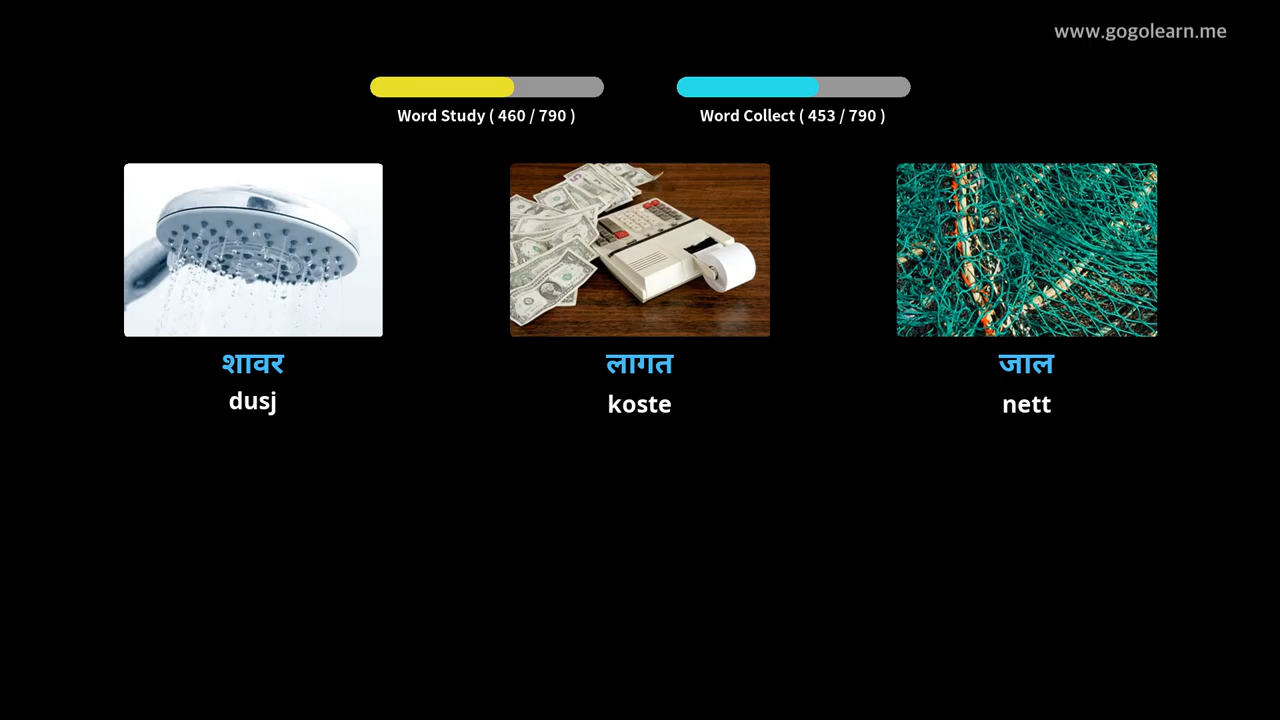 www.gogolearn.me
Word Study ( 460 / 790 )
Word Collect ( 453 / 790 )
शावर
लागत
जाल
dusj
koste
nett